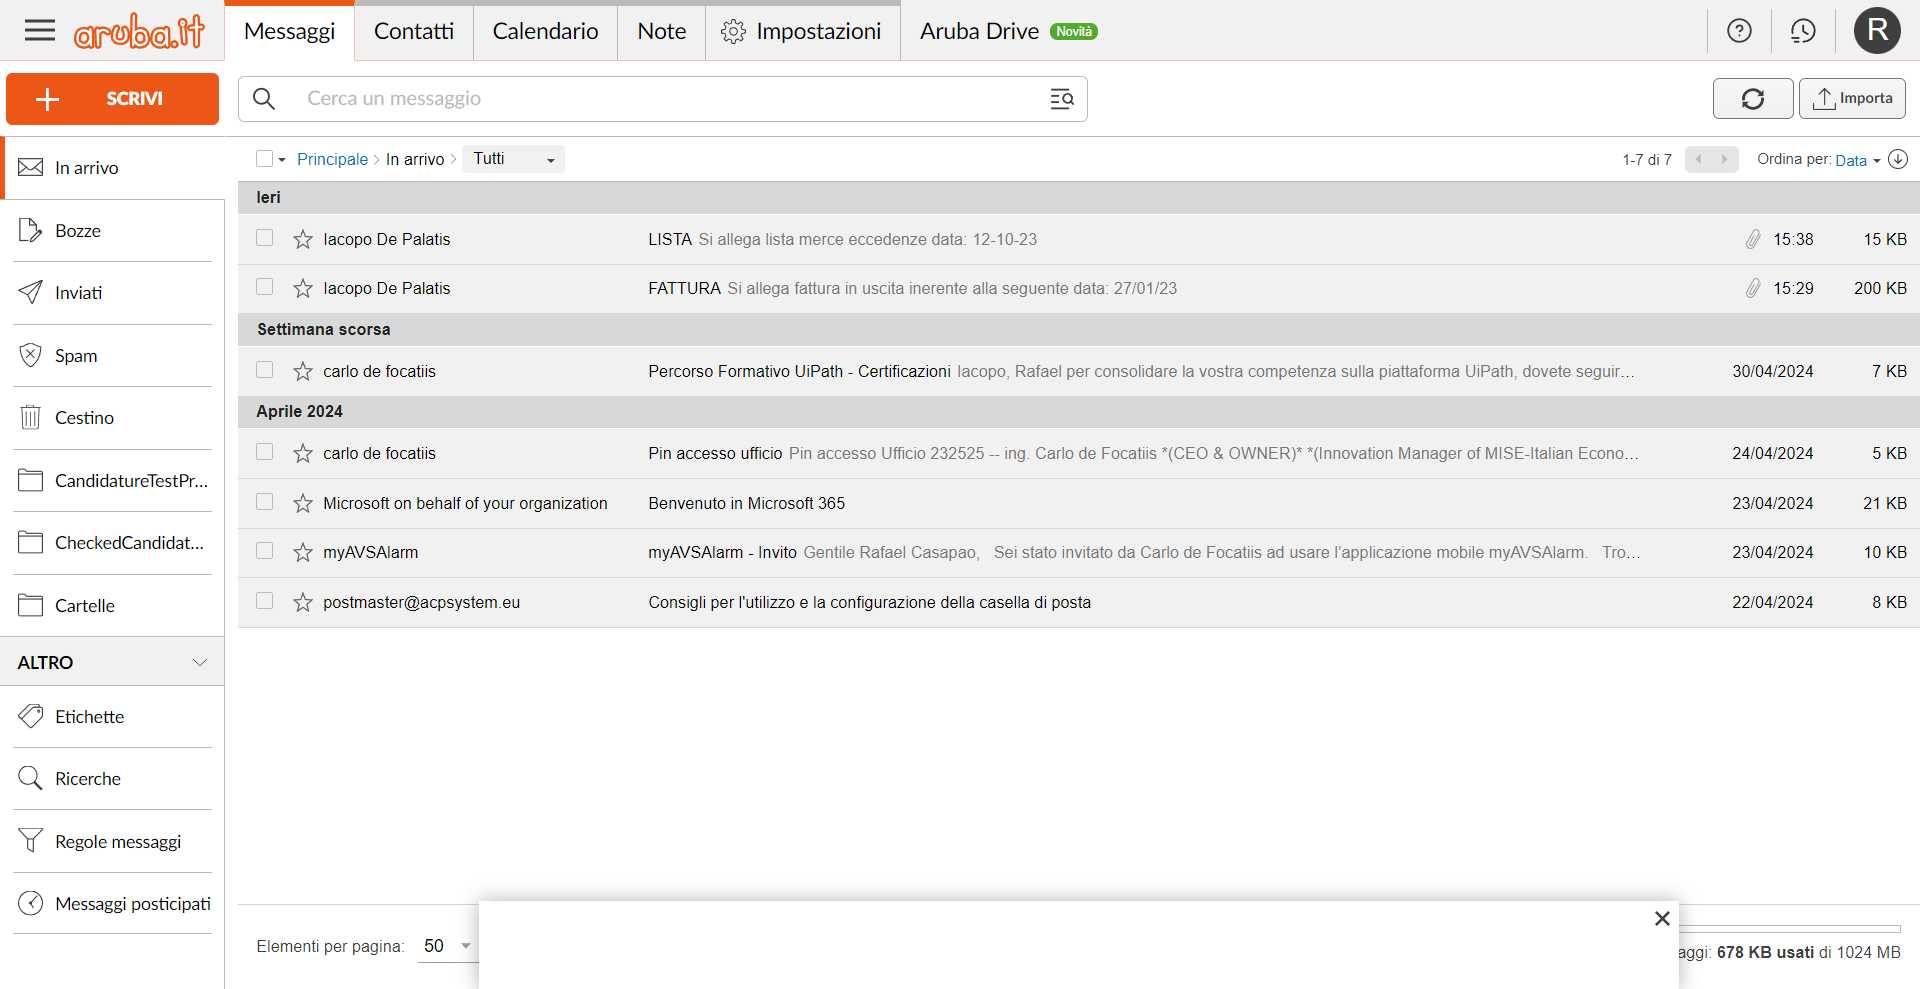 aruba.it Messaggi Contatti Calendario Note Impostazioni Aruba Drive Novità R
SCRIVI Cerca un messaggio Importa
Principale In arrivo Tutti 1-7 di 7 Ordina per: Data
Ieri
Iacopo De Palatis LISTA Si allega lista merce eccedenze data: 12-10-23 15:38 15 KB
Iacopo De Palatis FATTURA Si allega fattura in uscita inerente alla seguente data: 27/01/23 15:29 200 KB
Settimana scorsa
carlo de focatiis Percorso Formativo UiPath - Certificazioni Iacopo, Rafael per consolidare la vostra competenza sulla piattaforma UiPath, dovete seguir... 30/04/2024 7 KB
Aprile 2024
carlo de focatiis Pin accesso ufficio Pin accesso Ufficio 232525 -- ing. Carlo de Focatiis *(CEO & OWNER)* *(Innovation Manager of MISE-Italian Econo... 24/04/2024 5 KB
Microsoft on behalf of your organization Benvenuto in Microsoft 365 23/04/2024 21 KB
myAVSAlarm myAVSAlarm - Invito Gentile Rafael Casapao, Sei stato invitato da Carlo de Focatiis ad usare l'applicazione mobile myAVSAlarm. Tro... 23/04/2024 10 KB
postmaster@acpsystem.eu Consigli per l'utilizzo e la configurazione della casella di posta 22/04/2024 8 KB
In arrivo
Bozze
Inviati
Spam
Cestino
CandidatureTestPr...
CheckedCandidat...
Cartelle
ALTRO
Etichette
Ricerche
Regole messaggi
Messaggi posticipati
Elementi per pagina: 50
aggi: 678 KB usati di 1024 MB